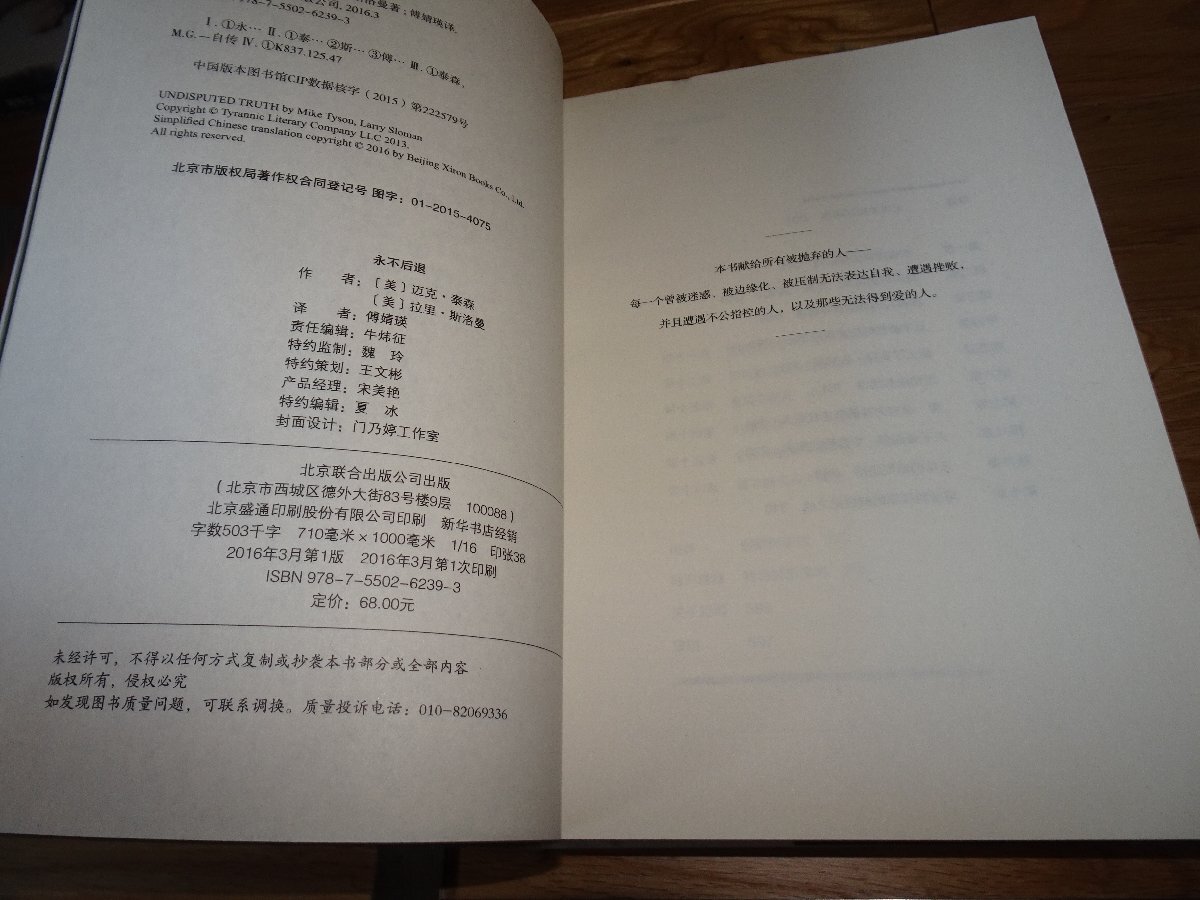 洛曼著；傅婧瑛译.
公司, 2016.3
978-7-5502-6239-3
Ⅰ. ①永… Ⅱ. ①泰… ②斯… ③傅… Ⅲ. ①泰森,
M.G.—自传 Ⅳ. ①K837.125.47
中国版本图书馆CIP数据核字（2015）第222579号
UNDISPUTED TRUTH by Mike Tyson, Larry Sloman
Copyright © Tyrannic Literary Company LLC 2013.
Simplified Chinese translation copyright © 2016 by Beijing Xiron Books Co., Ltd.
All rights reserved.
北京市版权局著作权合同登记号 图字：01-2015-4075
永不后退
作 者：〔美〕迈克·泰森
〔美〕拉里·斯洛曼
译 者：傅婧瑛
责任编辑：牛炜征
特约监制：魏 玲
特约策划：王文彬
产品经理：宋美艳
特约编辑：夏 冰
封面设计：门乃婷工作室
北京联合出版公司出版
（北京市西城区德外大街83号楼9层 100088）
北京盛通印刷股份有限公司印刷 新华书店经销
字数503千字 710毫米×1000毫米 1/16 印张38
2016年3月第1版 2016年3月第1次印刷
ISBN 978-7-5502-6239-3
定价：68.00元
未经许可，不得以任何方式复制或抄袭本书部分或全部内容
版权所有，侵权必究
如发现图书质量问题，可联系调换。质量投诉电话：010-82069336
本书献给所有被抛弃的人——
每一个曾被迷惑、被边缘化、被压制无法表达自我、遭遇挫败，
并且遭遇不公指控的人，以及那些无法得到爱的人。